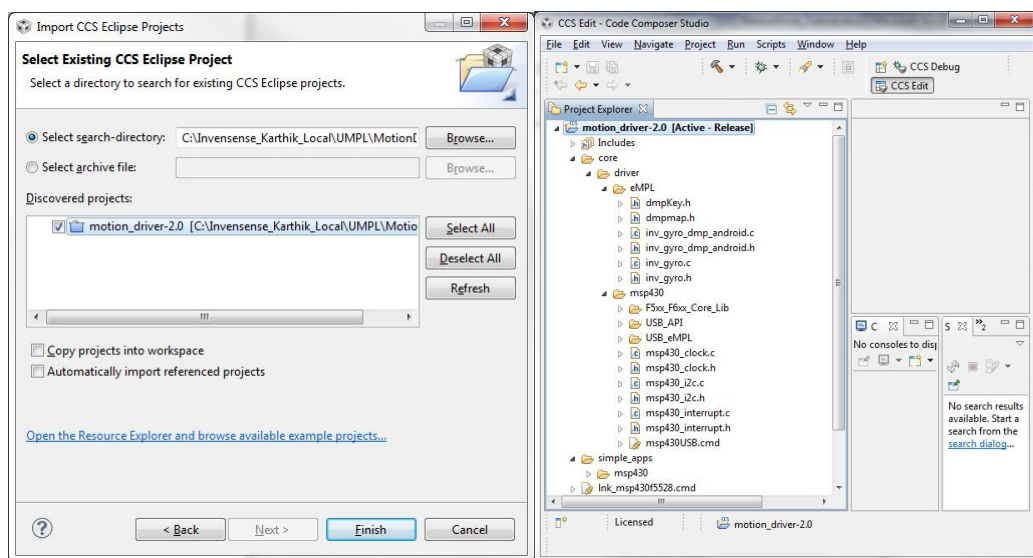 Import CCS Eclipse Projects
Select Existing CCS Eclipse Project
Select a directory to search for existing CCS Eclipse projects.
Select search-directory: C:\Invensense_Karthik_Local\UMPL\MotionD Browse...
Select archive file: Browse...
Discovered projects:
motion_driver-2.0 [C:\Invensense_Karthik_Local\UMPL\Motio
Select All
Deselect All
Refresh
Copy projects into workspace
Automatically import referenced projects
Open the Resource Explorer and browse available example projects...
< Back Next > Finish Cancel
CCS Edit - Code Composer Studio
File Edit View Navigate Project Run Scripts Window Help
CCS Debug
CCS Edit
Project Explorer
motion_driver-2.0 [Active - Release]
Includes
core
driver
eMPL
dmpKey.h
dmpmap.h
inv_gyro_dmp_android.c
inv_gyro_dmp_android.h
inv_gyro.c
inv_gyro.h
msp430
F5xx_F6xx_Core_Lib
USB_API
USB_eMPL
msp430_clock.c
msp430_clock.h
msp430_i2c.c
msp430_i2c.h
msp430_interrupt.c
msp430_interrupt.h
msp430USB.cmd
simple_apps
msp430
lnk_msp430f5528.cmd
C
No consoles to disp
S
2
No search results
available. Start a
search from the
search dialog...
Licensed motion_driver-2.0